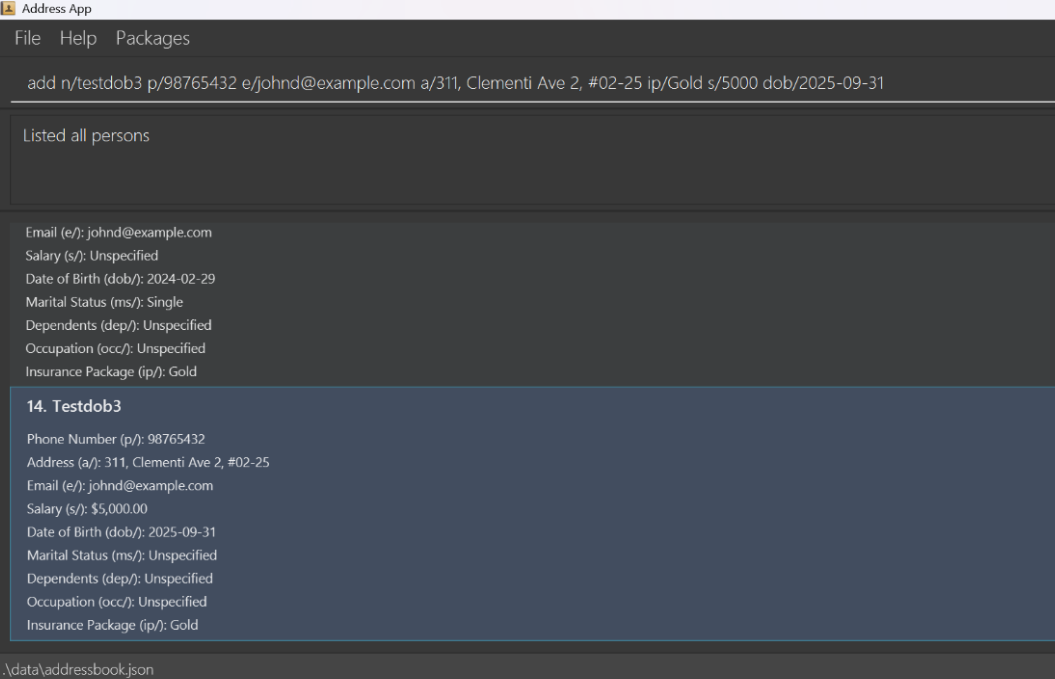 Address App
File Help Packages
add n/testdob3 p/98765432 e/johnd@example.com a/311, Clementi Ave 2, #02-25 ip/Gold s/5000 dob/2025-09-31
Listed all persons
Email (e/): johnd@example.com
Salary (s/): Unspecified
Date of Birth (dob/): 2024-02-29
Marital Status (ms/): Single
Dependents (dep/): Unspecified
Occupation (occ/): Unspecified
Insurance Package (ip/): Gold
14. Testdob3
Phone Number (p/): 98765432
Address (a/): 311, Clementi Ave 2, #02-25
Email (e/): johnd@example.com
Salary (s/): $5,000.00
Date of Birth (dob/): 2025-09-31
Marital Status (ms/): Unspecified
Dependents (dep/): Unspecified
Occupation (occ/): Unspecified
Insurance Package (ip/): Gold
.\data\addressbook.json